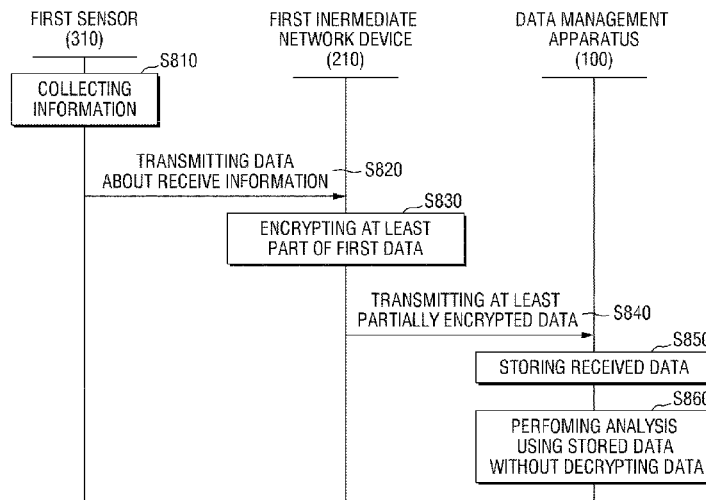 FIRST SENSOR
(310)
FIRST INERMEDIATE
NETWORK DEVICE
(210)
DATA MANAGEMENT
APPARATUS
(100)
S810
COLLECTING
INFORMATION
TRANSMITTING DATA
ABOUT RECEIVE INFORMATION
S820
S830
ENCRYPTING AT LEAST
PART OF FIRST DATA
TRANSMITTING AT LEAST
PARTIALLY ENCRYPTED DATA
S840
S850
STORING RECEIVED DATA
S860
PERFOMING ANALYSIS
USING STORED DATA
WITHOUT DECRYPTING DATA